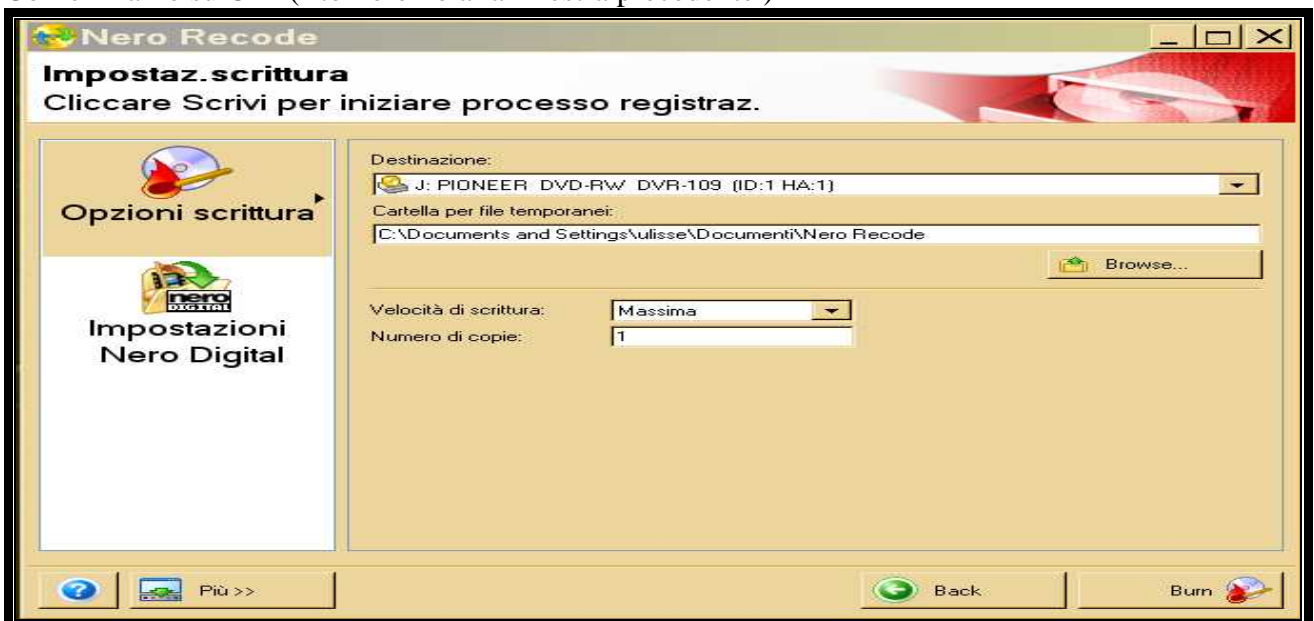 Nero Recode
Impostaz.scrittura
Cliccare Scrivi per iniziare processo registraz.
Opzioni scrittura
nero
DIGITAL
Impostazioni
Nero Digital
Destinazione:
J: PIONEER DVD-RW DVR-109 (ID:1 HA:1)
Cartella per file temporanei:
C:\Documents and Settings\ulisse\Documenti\Nero Recode
Browse...
Velocità di scrittura: Massima
Numero di copie: 1
Più >>
Back
Burn